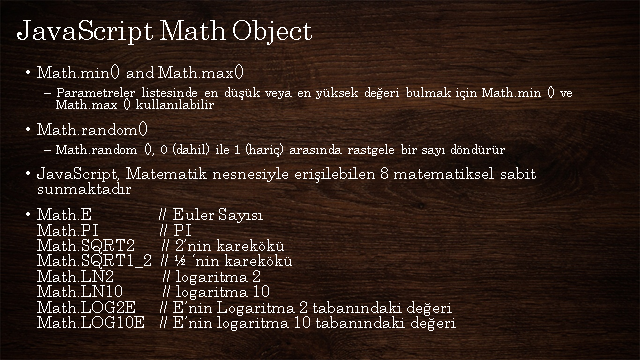 JavaScript Math Object
• Math.min() and Math.max()
– Parametreler listesinde en düşük veya en yüksek değeri bulmak için Math.min () ve
Math.max () kullanılabilir
• Math.random()
– Math.random (), 0 (dahil) ile 1 (hariç) arasında rastgele bir sayı döndürür
• JavaScript, Matematik nesnesiyle erişilebilen 8 matematiksel sabit
sunmaktadır
• Math.E // Euler Sayısı
Math.PI // PI
Math.SQRT2 // 2'nin karekökü
Math.SQRT1_2 // ½ 'nin karekökü
Math.LN2 // logaritma 2
Math.LN10 // logaritma 10
Math.LOG2E // E'nin Logaritma 2 tabanındaki değeri
Math.LOG10E // E'nin logaritma 10 tabanındaki değeri